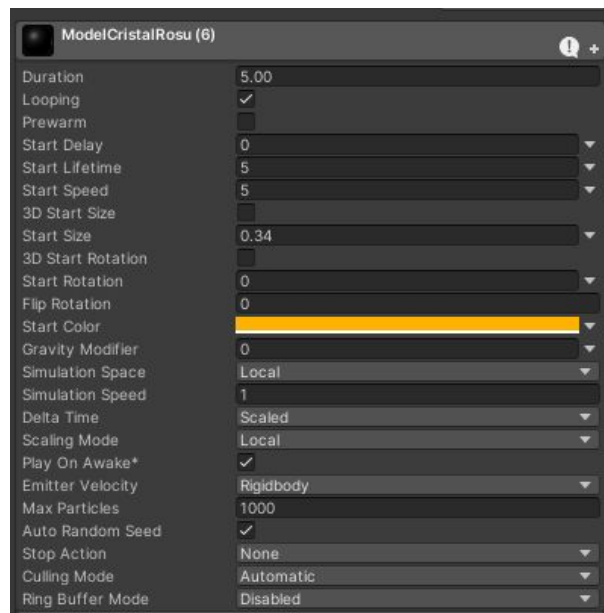 ModelCristalRosu (6)
Duration 5.00
Looping
Prewarm
Start Delay 0
Start Lifetime 5
Start Speed 5
3D Start Size
Start Size 0.34
3D Start Rotation
Start Rotation 0
Flip Rotation 0
Start Color
Gravity Modifier 0
Simulation Space Local
Simulation Speed 1
Delta Time Scaled
Scaling Mode Local
Play On Awake*
Emitter Velocity Rigidbody
Max Particles 1000
Auto Random Seed
Stop Action None
Culling Mode Automatic
Ring Buffer Mode Disabled